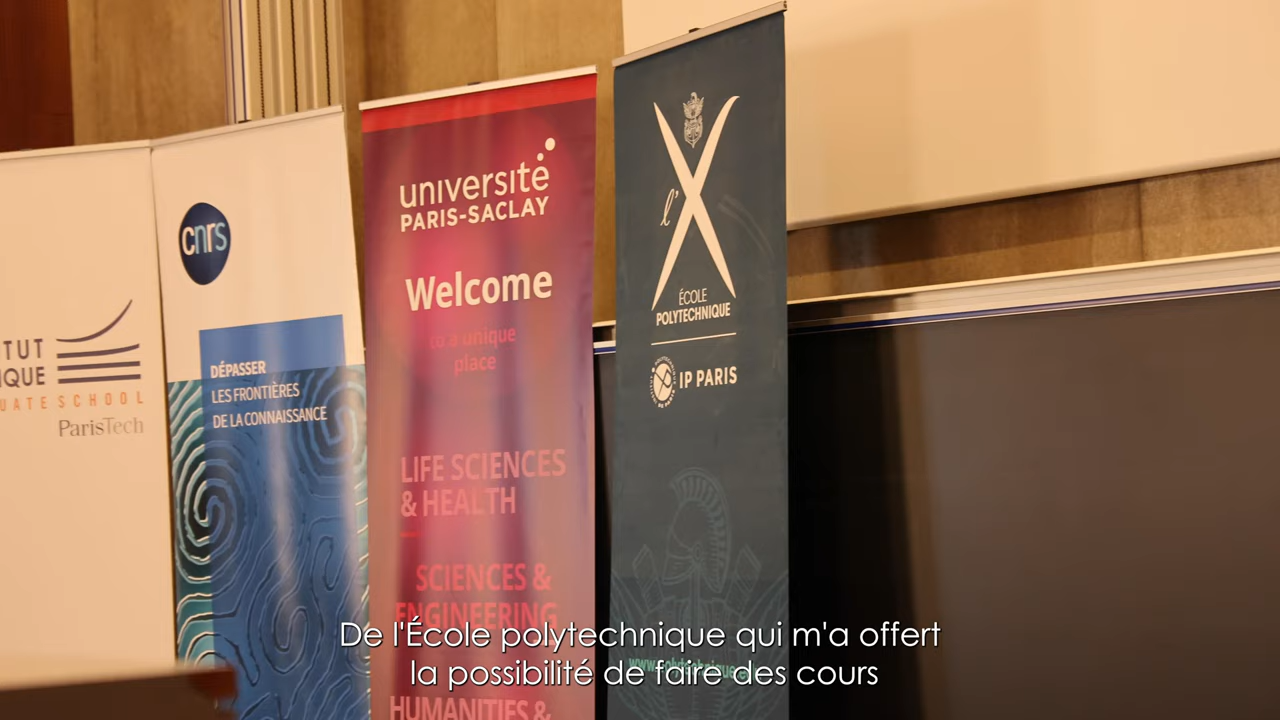 TUT
IQUE
UATE SCHOOL
ParisTech
cnrs
DÉPASSER
LES FRONTIÈRES
DE LA CONNAISSANCE
université
PARIS-SACLAY
Welcome
to a unique
place
LIFE SCIENCES
& HEALTH
SCIENCES &
ENGINEERING
HUMANITIES &
l'X
ÉCOLE
POLYTECHNIQUE
IP PARIS
De l'École polytechnique qui m'a offert
la possibilité de faire des cours